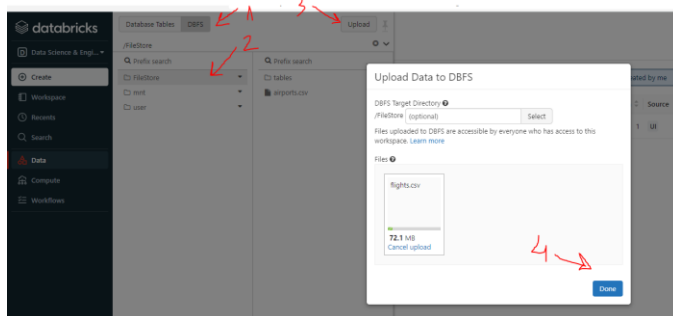 databricks
Data Science & Engi...
Create
Workspace
Recents
Search
Data
Compute
Workflows
Database Tables DBFS
1
3
Upload
/FileStore
2
Prefix search
FileStore
mnt
user
Prefix search
tables
airports.csv
Upload Data to DBFS
DBFS Target Directory
/FileStore (optional) Select
Files uploaded to DBFS are accessible by everyone who has access to this
workspace. Learn more
Files
flights.csv
72.1 MB
Cancel upload
4
Done
ated by me
Source
1 UI